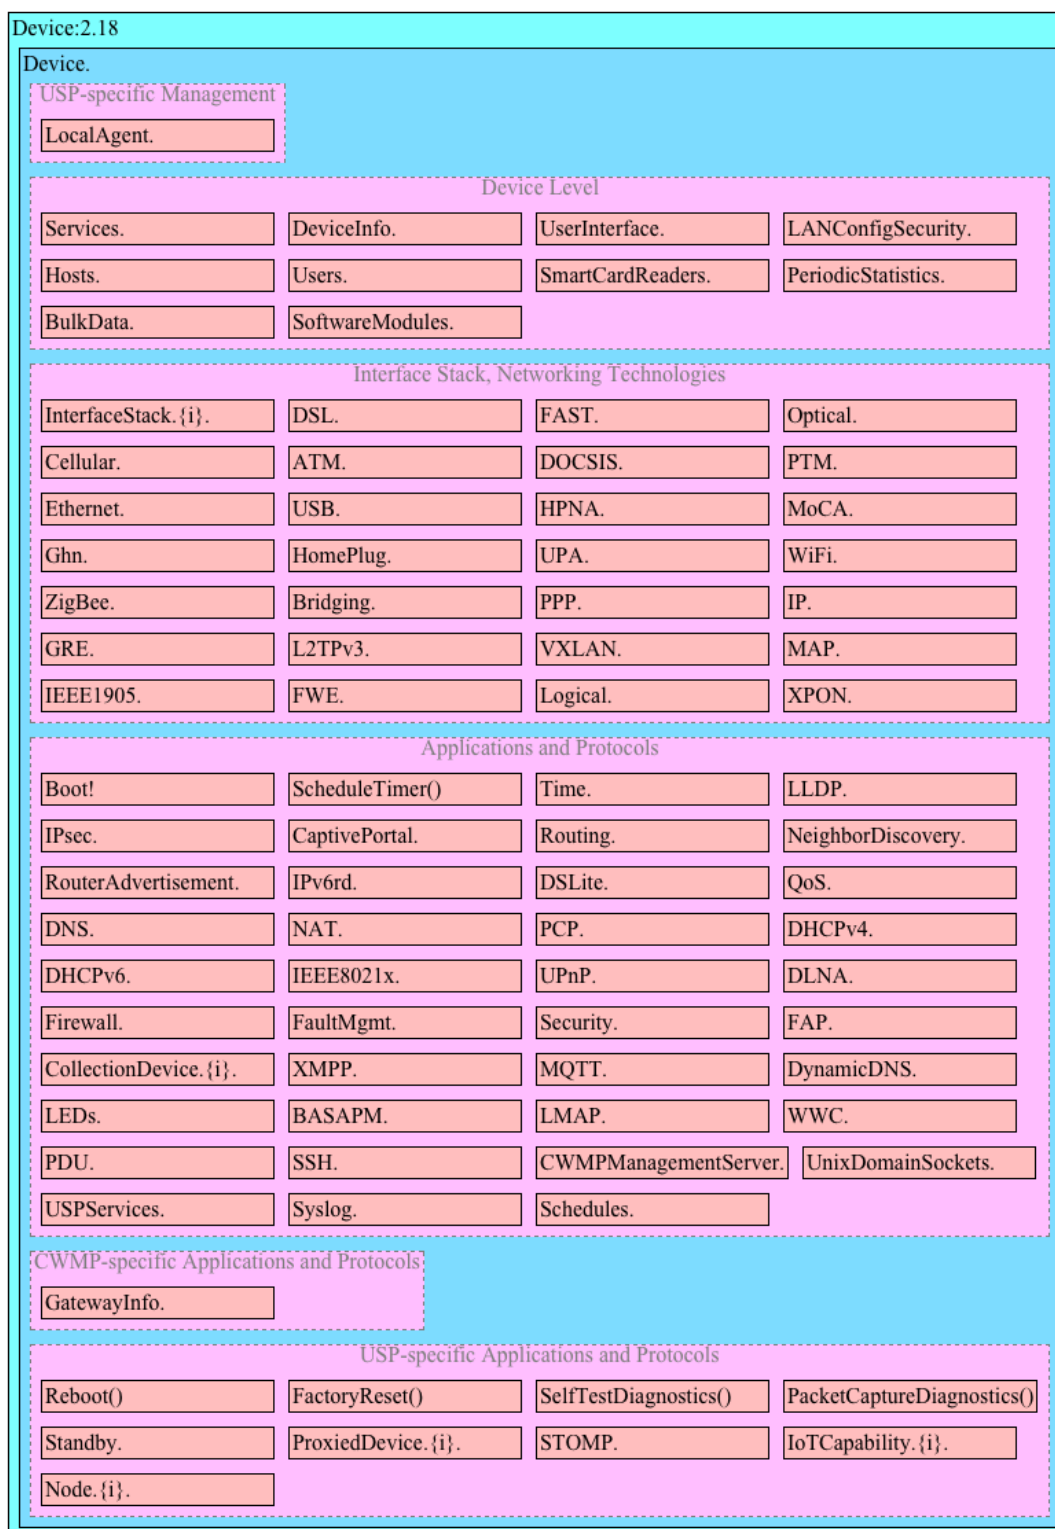 Device:2.18
Device.
USP-specific Management
LocalAgent.
Device Level
Services. DeviceInfo. UserInterface. LANConfigSecurity.
Hosts. Users. SmartCardReaders. PeriodicStatistics.
BulkData. SoftwareModules.
Interface Stack, Networking Technologies
InterfaceStack.{i}. DSL. FAST. Optical.
Cellular. ATM. DOCSIS. PTM.
Ethernet. USB. HPNA. MoCA.
Ghn. HomePlug. UPA. WiFi.
ZigBee. Bridging. PPP. IP.
GRE. L2TPv3. VXLAN. MAP.
IEEE1905. FWE. Logical. XPON.
Applications and Protocols
Boot! ScheduleTimer() Time. LLDP.
IPsec. CaptivePortal. Routing. NeighborDiscovery.
RouterAdvertisement. IPv6rd. DSLite. QoS.
DNS. NAT. PCP. DHCPv4.
DHCPv6. IEEE8021x. UPnP. DLNA.
Firewall. FaultMgmt. Security. FAP.
CollectionDevice.{i}. XMPP. MQTT. DynamicDNS.
LEDs. BASAPM. LMAP. WWC.
PDU. SSH. CWMPManagementServer. UnixDomainSockets.
USPServices. Syslog. Schedules.
CWMP-specific Applications and Protocols
GatewayInfo.
USP-specific Applications and Protocols
Reboot() FactoryReset() SelfTestDiagnostics() PacketCaptureDiagnostics()
Standby. ProxiedDevice.{i}. STOMP. IoTCapability.{i}.
Node.{i}.